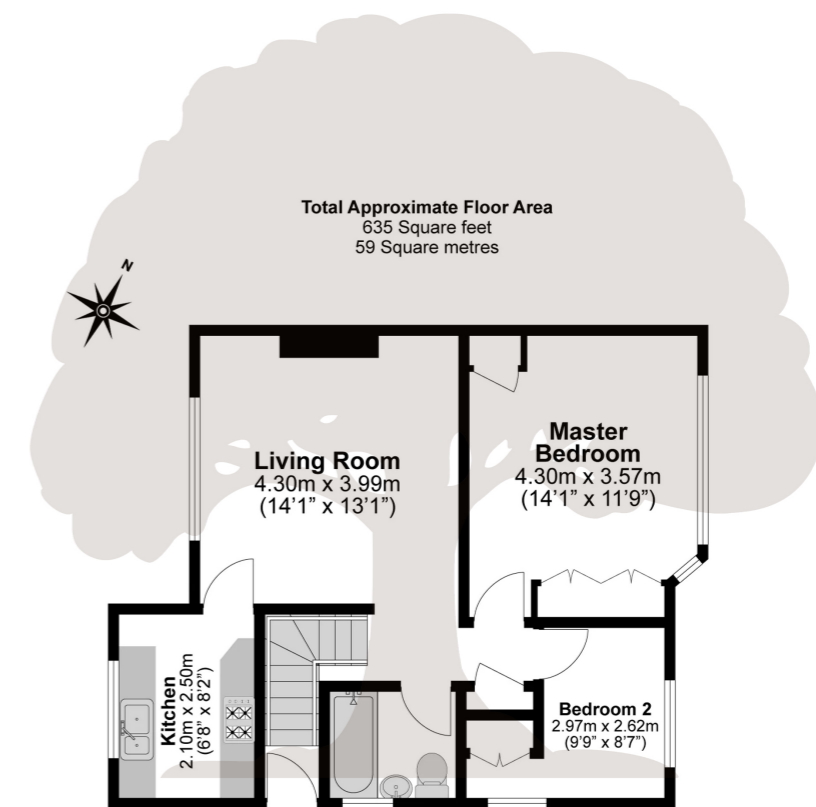 Total Approximate Floor Area
635 Square feet
59 Square metres
N
Living Room
4.30m x 3.99m
(14’1” x 13’1”)
Master
Bedroom
4.30m x 3.57m
(14’1” x 11’9”)
Kitchen
2.10m x 2.50m
(6’8” x 8’2”)
Bedroom 2
2.97m x 2.62m
(9’9” x 8’7”)